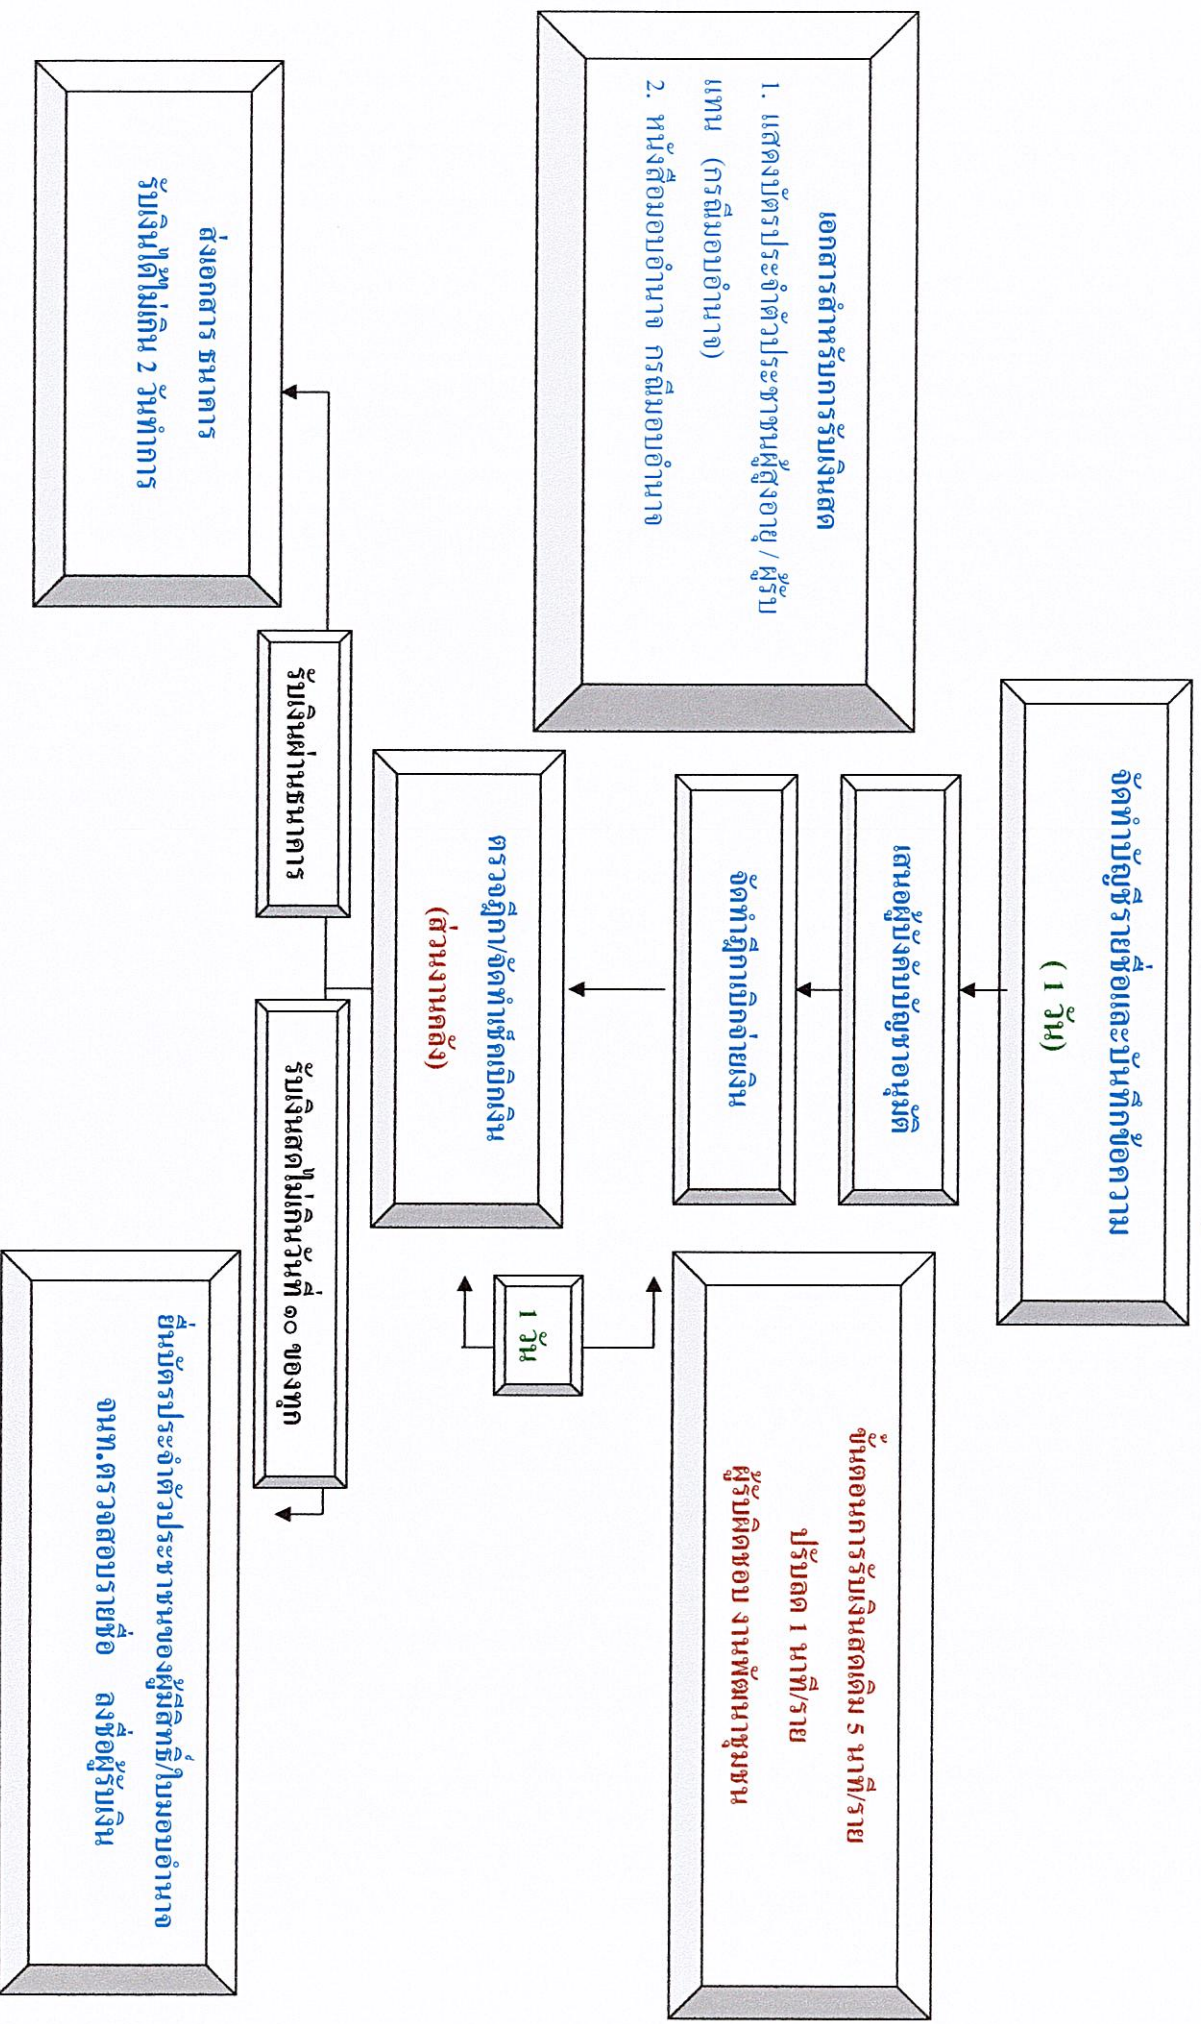 จัดทำบัญชีรายชื่อและบันทึกข้อความ
( 1 วัน)
เสนอผู้บังคับบัญชาอนุมัติ
จัดทำฎีกาเบิกจ่ายเงิน
เอกสารสำหรับการรับเงินสด
1. แสดงบัตรประจำตัวประชาชนผู้สูงอายุ / ผู้รับ
แทน (กรณีมอบอำนาจ)
2. หนังสือมอบอำนาจ กรณีมอบอำนาจ
ขั้นตอนการรับเงินสดเดิม 5 นาที/ราย
ปรับลด 1 นาที/ราย
ผู้รับผิดชอบ งานพัฒนาชุมชน
1 วัน
ตรวจฎีกา/จัดทำเช็คเบิกเงิน
(ส่วนงานคลัง)
รับเงินผ่านธนาคาร
รับเงินสดไม่เกินวันที่ ๑๐ ของทุก
ส่งเอกสาร ธนาคาร
รับเงินได้ไม่เกิน 2 วันทำการ
ยื่นบัตรประจำตัวประชาชนของผู้มีสิทธิ์/ใบมอบอำนาจ
จนท.ตรวจสอบรายชื่อ ลงชื่อผู้รับเงิน